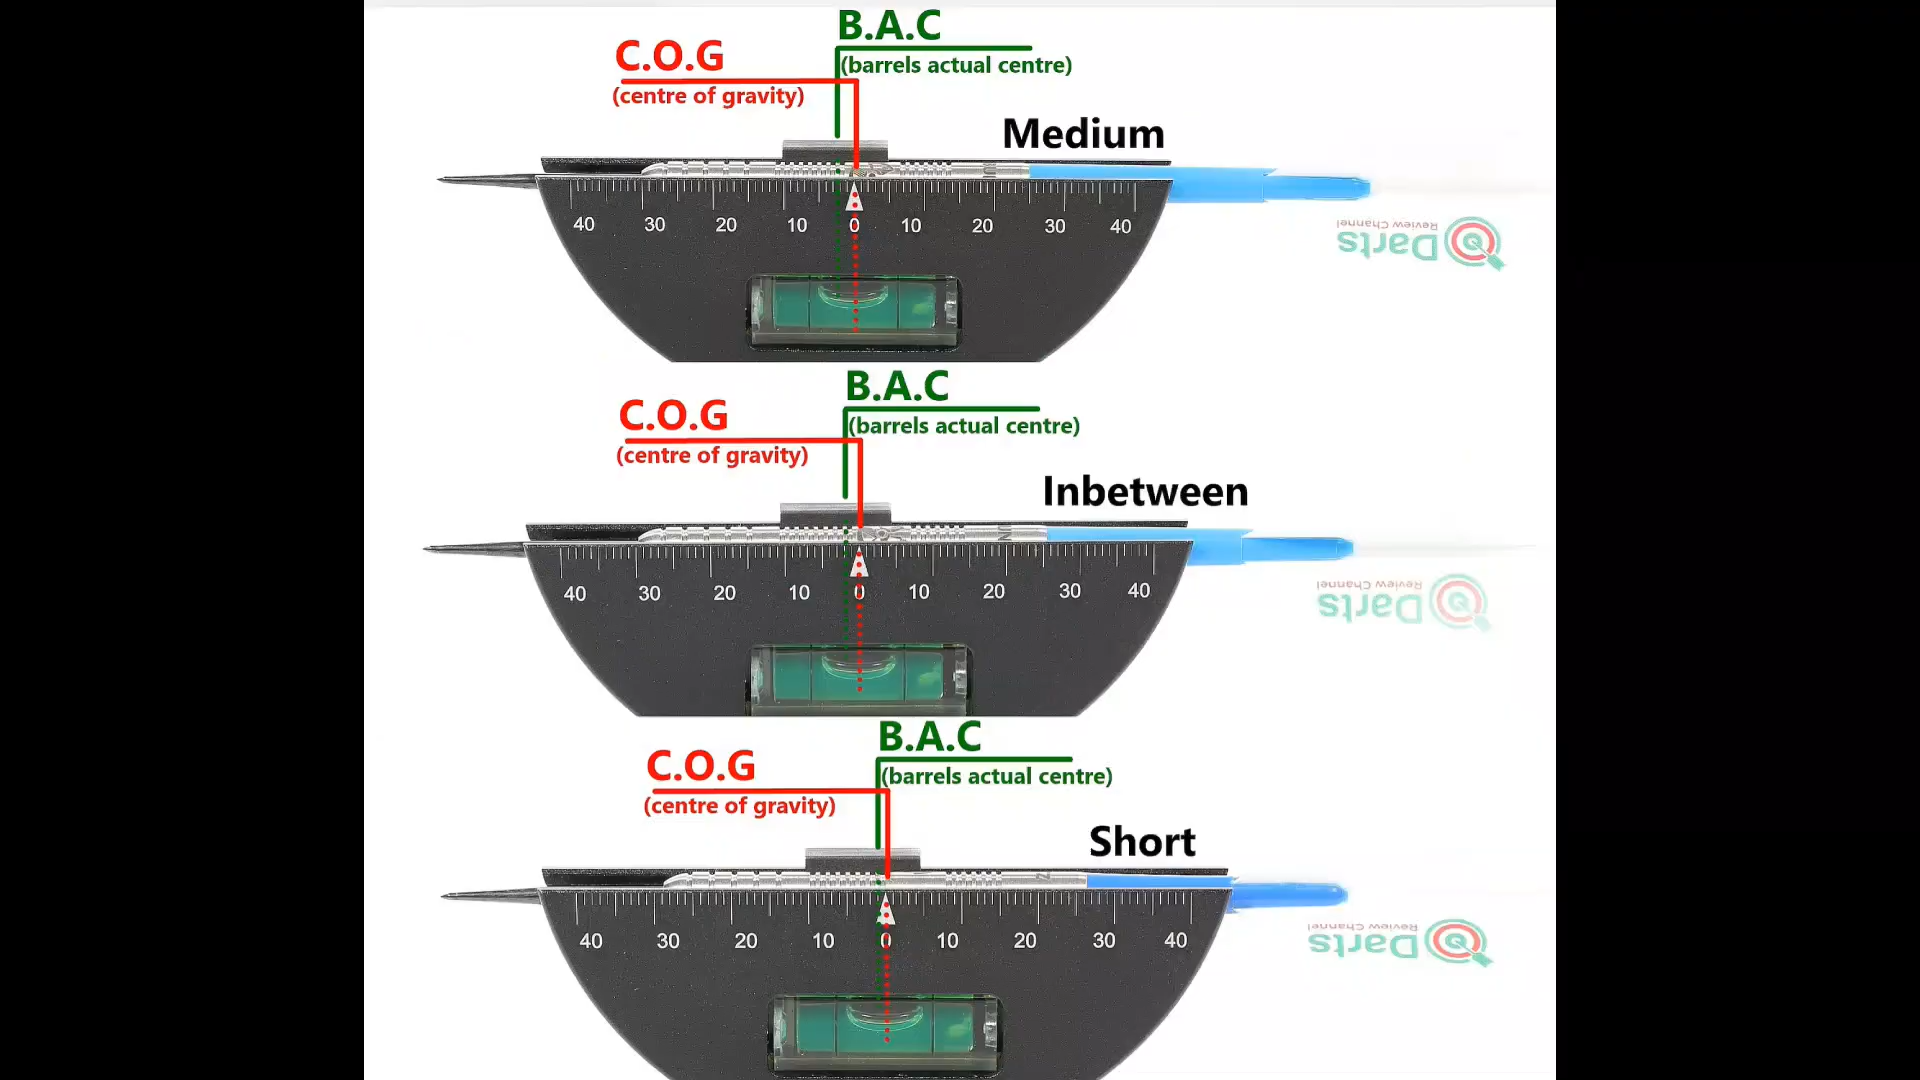 B.A.C
(barrels actual centre)
C.O.G
(centre of gravity)
Medium
40 30 20 10 0 10 20 30 40
Darts
Review Channel
B.A.C
(barrels actual centre)
C.O.G
(centre of gravity)
Inbetween
40 30 20 10 0 10 20 30 40
Darts
Review Channel
B.A.C
(barrels actual centre)
C.O.G
(centre of gravity)
Short
40 30 20 10 0 10 20 30 40
Darts
Review Channel